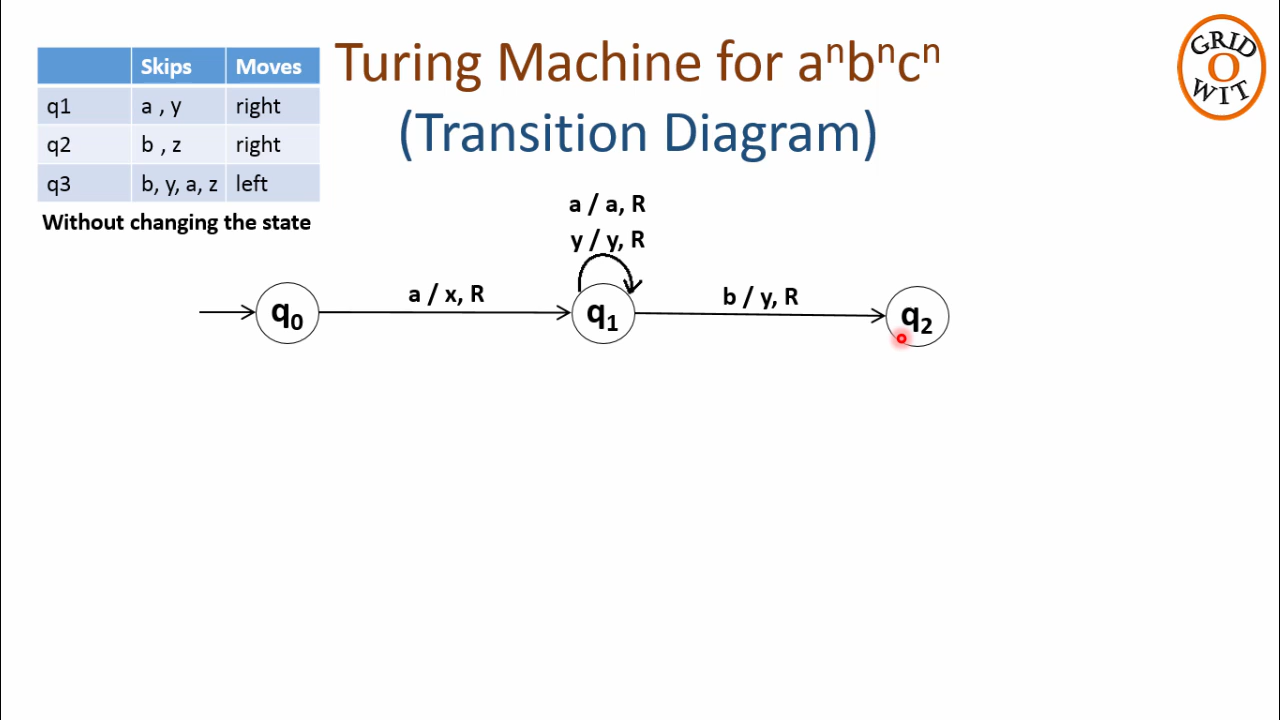 Turing Machine for aⁿbⁿcⁿ
(Transition Diagram)
GRID
O
WIT
Skips Moves
q1 a , y right
q2 b , z right
q3 b, y, a, z left
Without changing the state
a / a, R
y / y, R
a / x, R
b / y, R
q₀
q₁
q₂